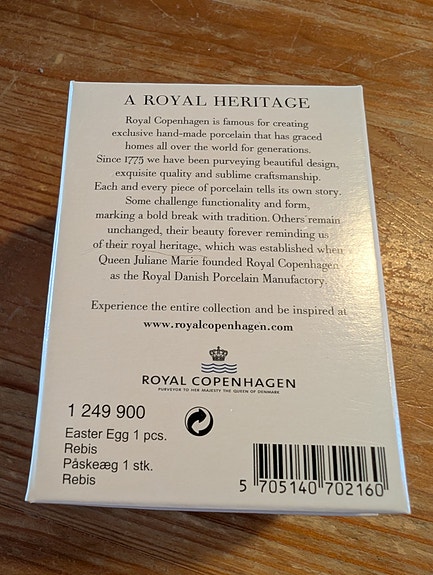 A ROYAL HERITAGE
Royal Copenhagen is famous for creating
exclusive hand-made porcelain that has graced
homes all over the world for generations.
Since 1775 we have been purveying beautiful design,
exquisite quality and sublime craftsmanship.
Each and every piece of porcelain tells its own story.
Some challenge functionality and form,
marking a bold break with tradition. Others remain
unchanged, their beauty forever reminding us
of their royal heritage, which was established when
Queen Juliane Marie founded Royal Copenhagen
as the Royal Danish Porcelain Manufactory.
Experience the entire collection and be inspired at
www.royalcopenhagen.com
ROYAL COPENHAGEN
PURVEYOR TO HER MAJESTY THE QUEEN OF DENMARK
1 249 900
Easter Egg 1 pcs.
Rebis
Påskeæg 1 stk.
Rebis
5 705140 702160